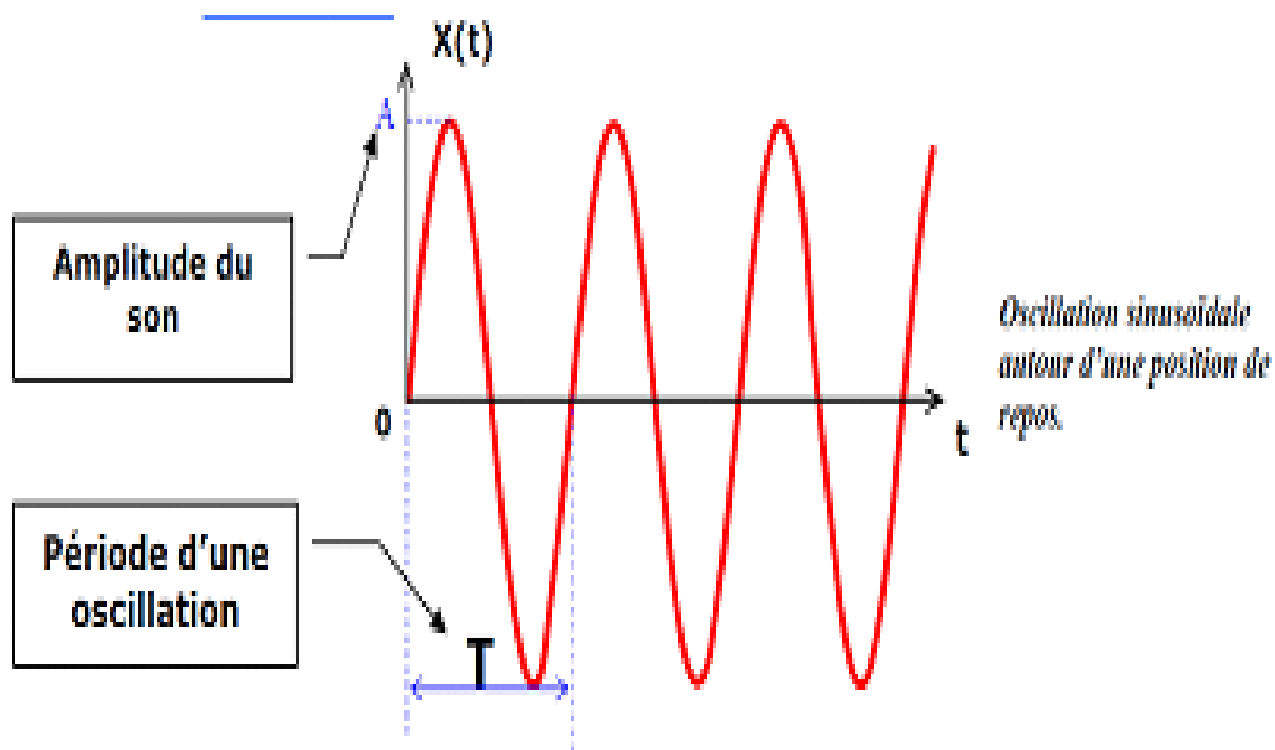 X(t)
A
Amplitude du
son
Oscillation sinusoïdale
autour d'une position de
repos.
0
t
Période d'une
oscillation
T